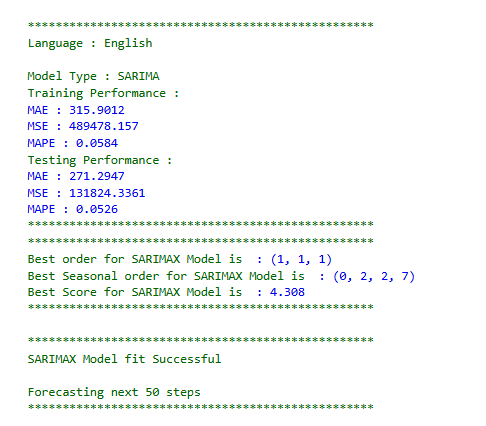 **************************************************
Language : English
Model Type : SARIMA
Training Performance :
MAE : 315.9012
MSE : 489478.157
MAPE : 0.0584
Testing Performance :
MAE : 271.2947
MSE : 131824.3361
MAPE : 0.0526
**************************************************
**************************************************
Best order for SARIMAX Model is  : (1, 1, 1)
Best Seasonal order for SARIMAX Model is  : (0, 2, 2, 7)
Best Score for SARIMAX Model is  : 4.308
**************************************************
**************************************************
SARIMAX Model fit Successful
Forecasting next 50 steps
**************************************************